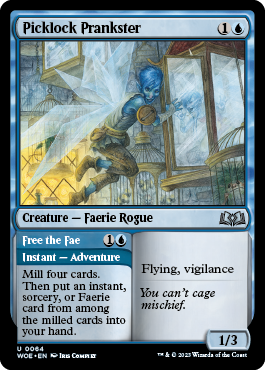 Picklock Prankster 1
Creature — Faerie Rogue
Free the Fae 1
Instant — Adventure
Mill four cards.
Then put an instant,
sorcery, or Faerie
card from among
the milled cards into
your hand.
Flying, vigilance
You can't cage
mischief.
1/3
U 0064
WOE • EN Iris Compiet
™ & © 2023 Wizards of the Coast